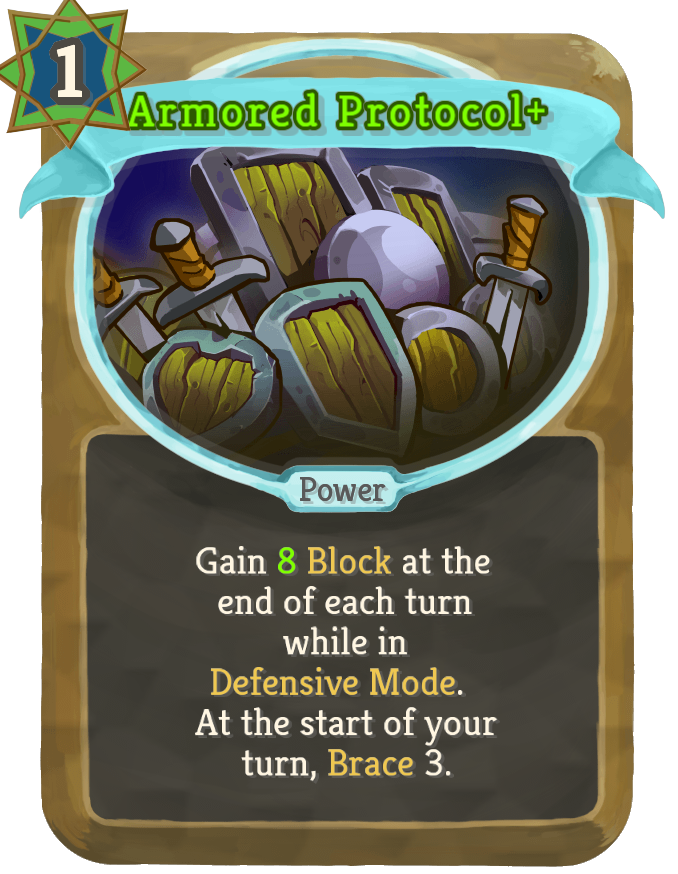 1
Armored Protocol+
Power
Gain 8 Block at the
end of each turn
while in
Defensive Mode.
At the start of your
turn, Brace 3.